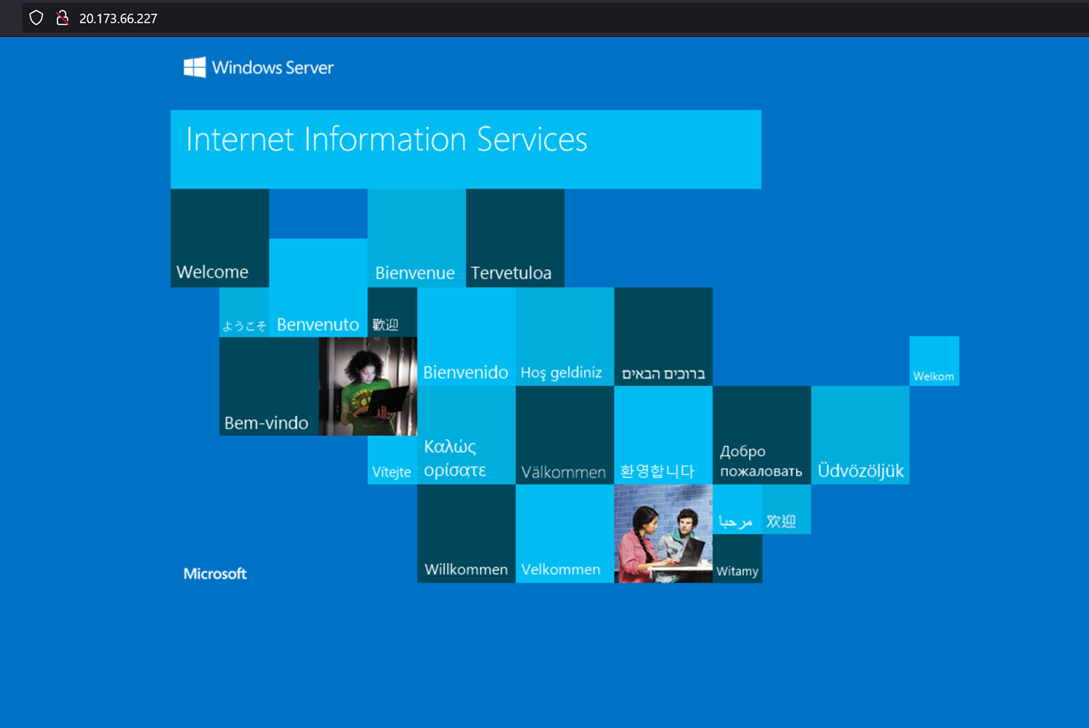 20.173.66.227
Windows Server
Internet Information Services
Welcome
Bienvenue
Tervetuloa
ようこそ
Benvenuto
歡迎
Bienvenido
Hoş geldiniz
ברוכים הבאים
Welkom
Bem-vindo
Vítejte
Καλώς
ορίσατε
Välkommen
환영합니다
Добро
пожаловать
Üdvözöljük
Willkommen
Velkommen
مرحبا
欢迎
Witamy
Microsoft